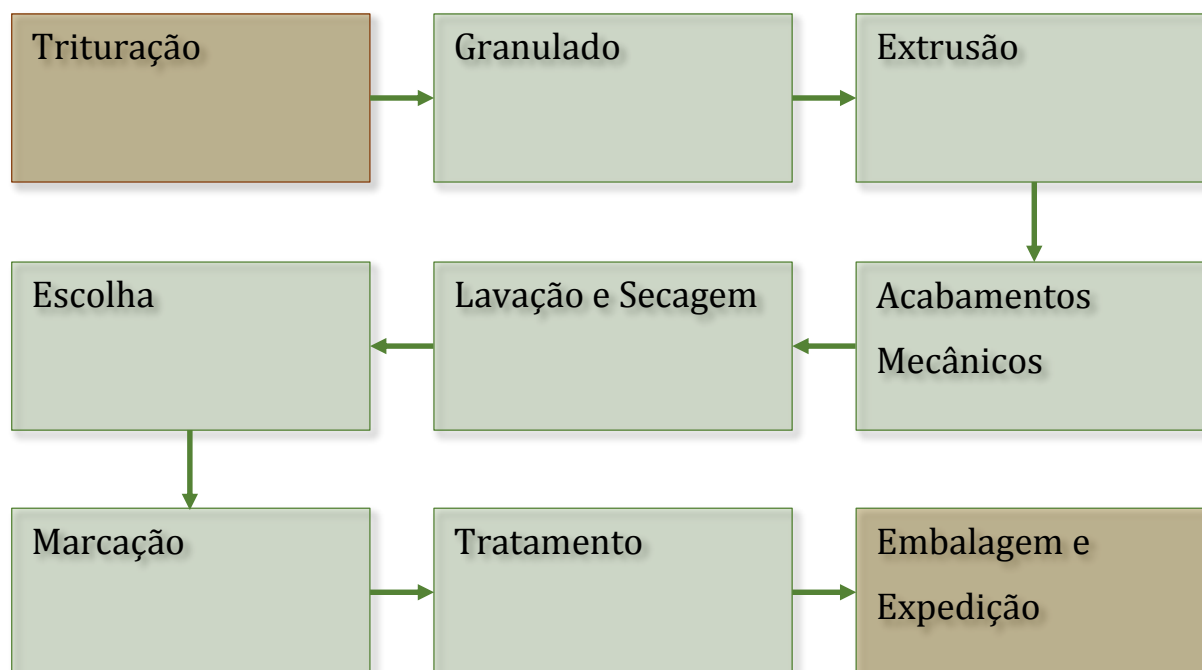 Trituração
Granulado
Extrusão
Escolha
Lavação e Secagem
Acabamentos
Mecânicos
Marcação
Tratamento
Embalagem e
Expedição